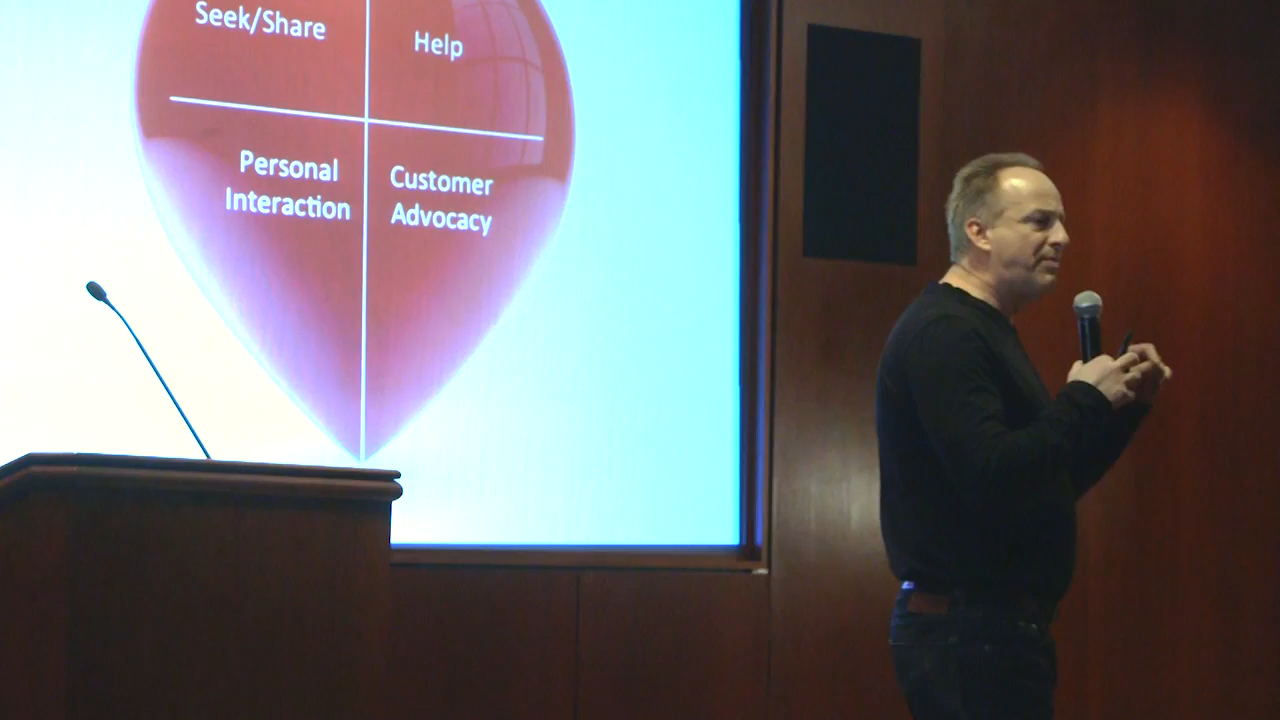 Seek/Share
Help
Personal
Interaction
Customer
Advocacy